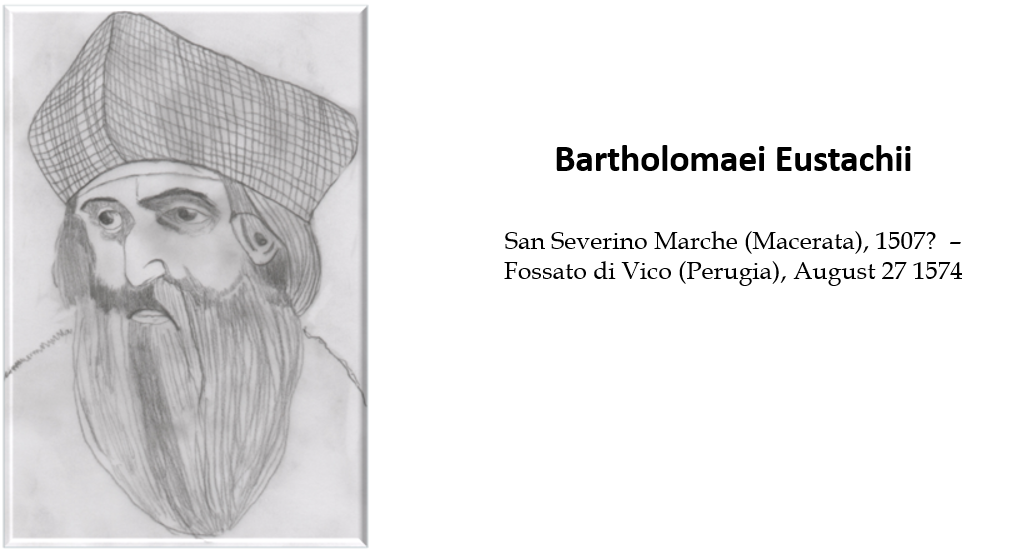 Bartholomaei Eustachii
San Severino Marche (Macerata), 1507? –
Fossato di Vico (Perugia), August 27 1574